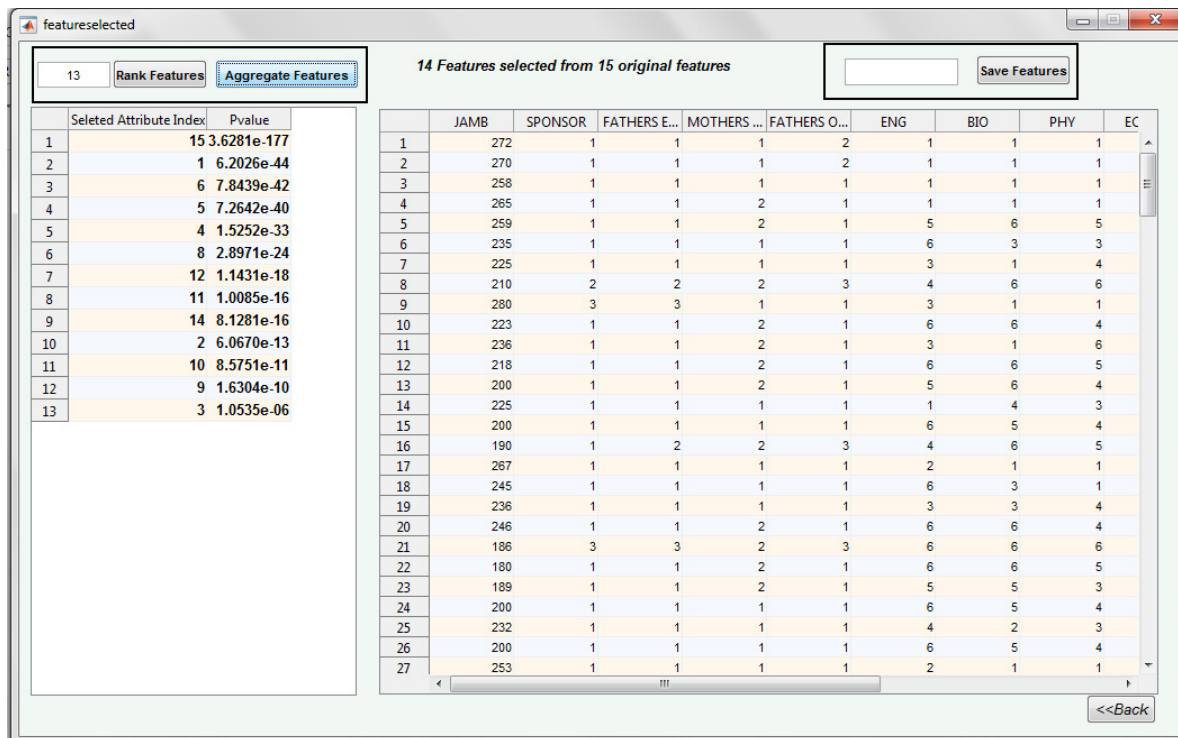 featureselected
13 Rank Features Aggregate Features
14 Features selected from 15 original features
Save Features
Seleted Attribute Index Pvalue
1 15 3.6281e-177
2 1 6.2026e-44
3 6 7.8439e-42
4 5 7.2642e-40
5 4 1.5252e-33
6 8 2.8971e-24
7 12 1.1431e-18
8 11 1.0085e-16
9 14 8.1281e-16
10 2 6.0670e-13
11 10 8.5751e-11
12 9 1.6304e-10
13 3 1.0535e-06
JAMB SPONSOR FATHERS E... MOTHERS ... FATHERS O... ENG BIO PHY EC
1 272 1 1 1 2 1 1 1
2 270 1 1 1 2 1 1 1
3 258 1 1 1 1 1 1 1
4 265 1 1 2 1 1 1 1
5 259 1 1 2 1 5 6 5
6 235 1 1 1 1 6 3 3
7 225 1 1 1 1 3 1 4
8 210 2 2 2 3 4 6 6
9 280 3 3 1 1 3 1 1
10 223 1 1 2 1 6 6 4
11 236 1 1 2 1 3 1 6
12 218 1 1 2 1 6 6 5
13 200 1 1 2 1 5 6 4
14 225 1 1 1 1 1 4 3
15 200 1 1 1 1 6 5 4
16 190 1 2 2 3 4 6 5
17 267 1 1 1 1 2 1 1
18 245 1 1 1 1 6 3 1
19 236 1 1 1 1 3 3 4
20 246 1 1 2 1 6 6 4
21 186 3 3 2 3 6 6 6
22 180 1 1 2 1 6 6 5
23 189 1 1 2 1 5 5 3
24 200 1 1 1 1 6 5 4
25 232 1 1 1 1 4 2 3
26 200 1 1 1 1 6 5 4
27 253 1 1 1 1 2 1 1
<<Back